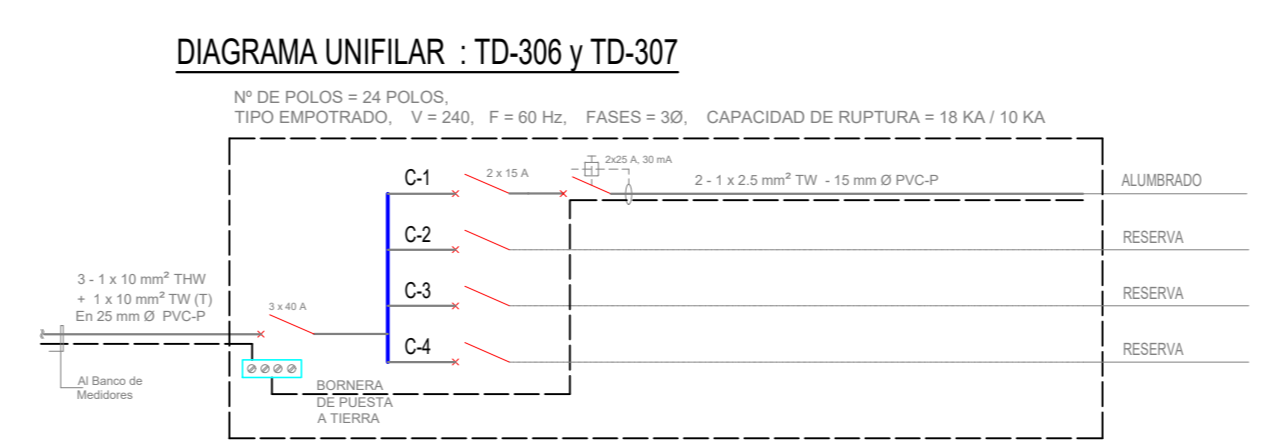 DIAGRAMA UNIFILAR : TD-306 y TD-307
Nº DE POLOS = 24 POLOS,
TIPO EMPOTRADO, V = 240, F = 60 Hz, FASES = 3Ø, CAPACIDAD DE RUPTURA = 18 KA / 10 KA
C-1
2 x 15 A
2x25 A, 30 mA
2 - 1 x 2.5 mm² TW - 15 mm Ø PVC-P
ALUMBRADO
C-2
RESERVA
3 - 1 x 10 mm² THW
+ 1 x 10 mm² TW (T)
En 25 mm Ø PVC-P
3 x 40 A
C-3
RESERVA
C-4
RESERVA
Al Banco de
Medidores
BORNERA
DE PUESTA
A TIERRA